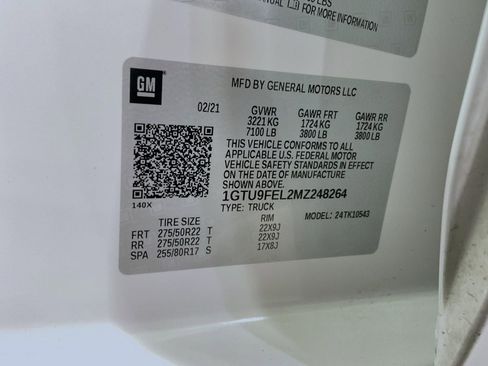 LBS
MANUAL FOR MORE INFORMATION
GM
MFD BY GENERAL MOTORS LLC
02/21 GVWR GAWR FRT GAWR RR
3221 KG 1724 KG 1724 KG
7100 LB 3800 LB 3800 LB
THIS VEHICLE CONFORMS TO ALL
APPLICABLE U.S. FEDERAL MOTOR
VEHICLE SAFETY STANDARDS IN EFFECT
ON THE DATE OF MANUFACTURE SHOWN ABOVE.
1GTU9FEL2MZ248264
TYPE: TRUCK MODEL: 24TK10543
140X
TIRE SIZE RIM
FRT 275/50R22 T 22X9J
RR 275/50R22 T 22X9J
SPA 255/80R17 S 17X8J